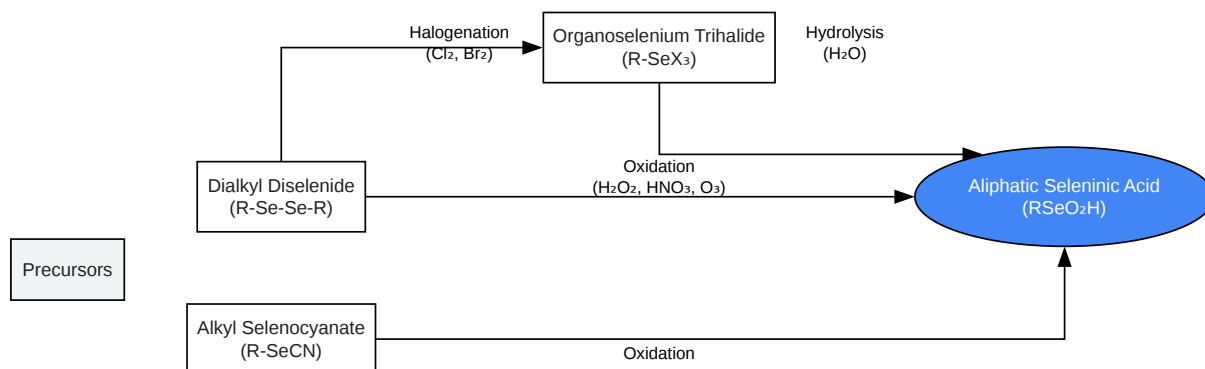 Halogenation
(Cl₂, Br₂)
Organoselenium Trihalide
(R-SeX₃)
Hydrolysis
(H₂O)
Dialkyl Diselenide
(R-Se-Se-R)
Oxidation
(H₂O₂, HNO₃, O₃)
Aliphatic Seleninic Acid
(RSeO₂H)
Precursors
Alkyl Selenocyanate
(R-SeCN)
Oxidation